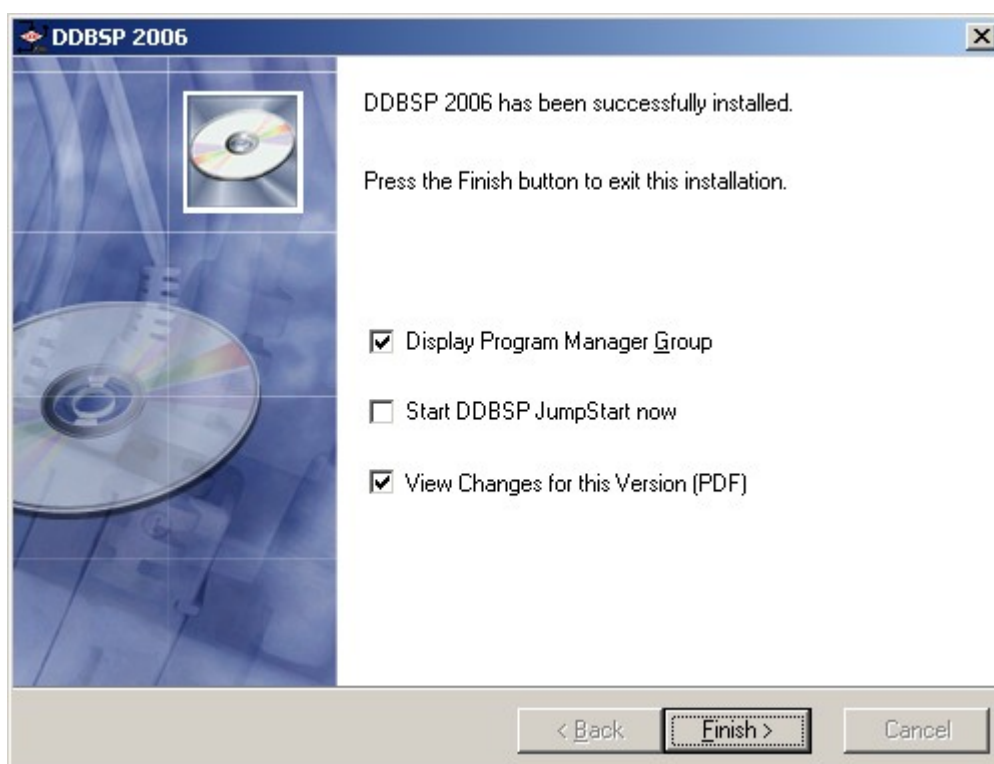 DDBSP 2006
DDBSP 2006 has been successfully installed.
Press the Finish button to exit this installation.
Display Program Manager Group
Start DDBSP JumpStart now
View Changes for this Version (PDF)
< Back
Finish >
Cancel